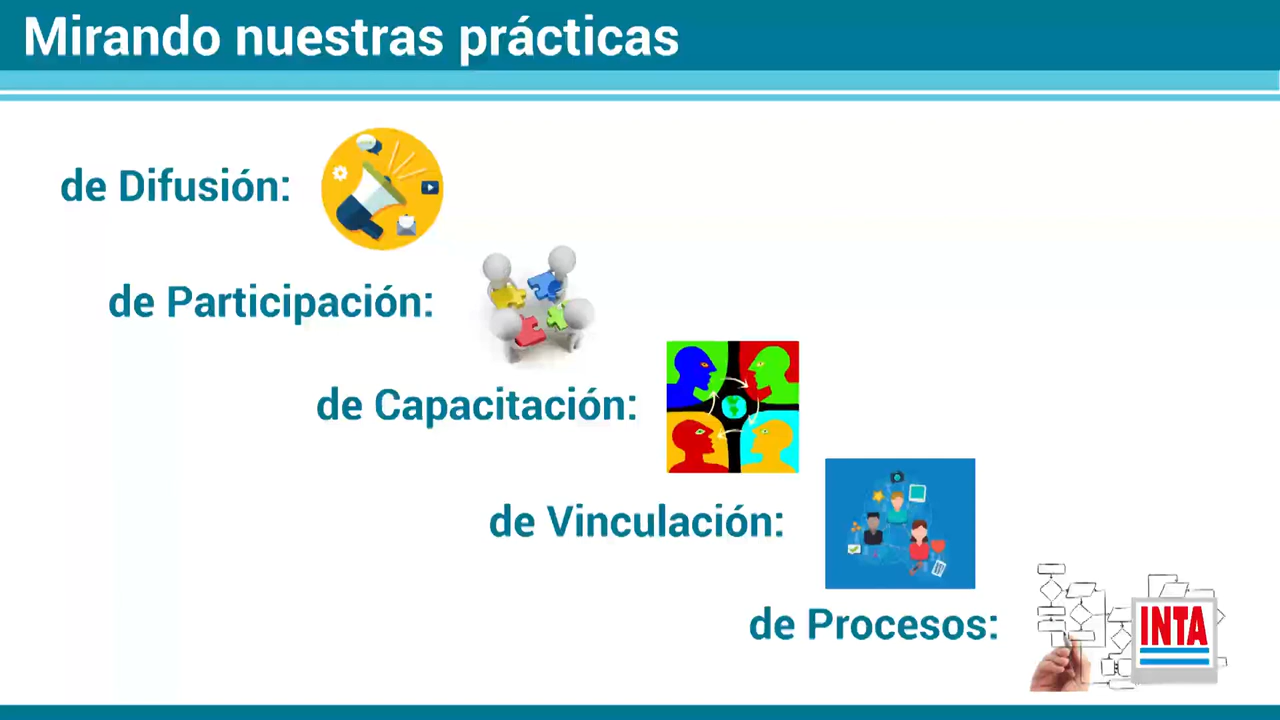 Mirando nuestras prácticas
de Difusión:
de Participación:
de Capacitación:
de Vinculación:
de Procesos:
INTA